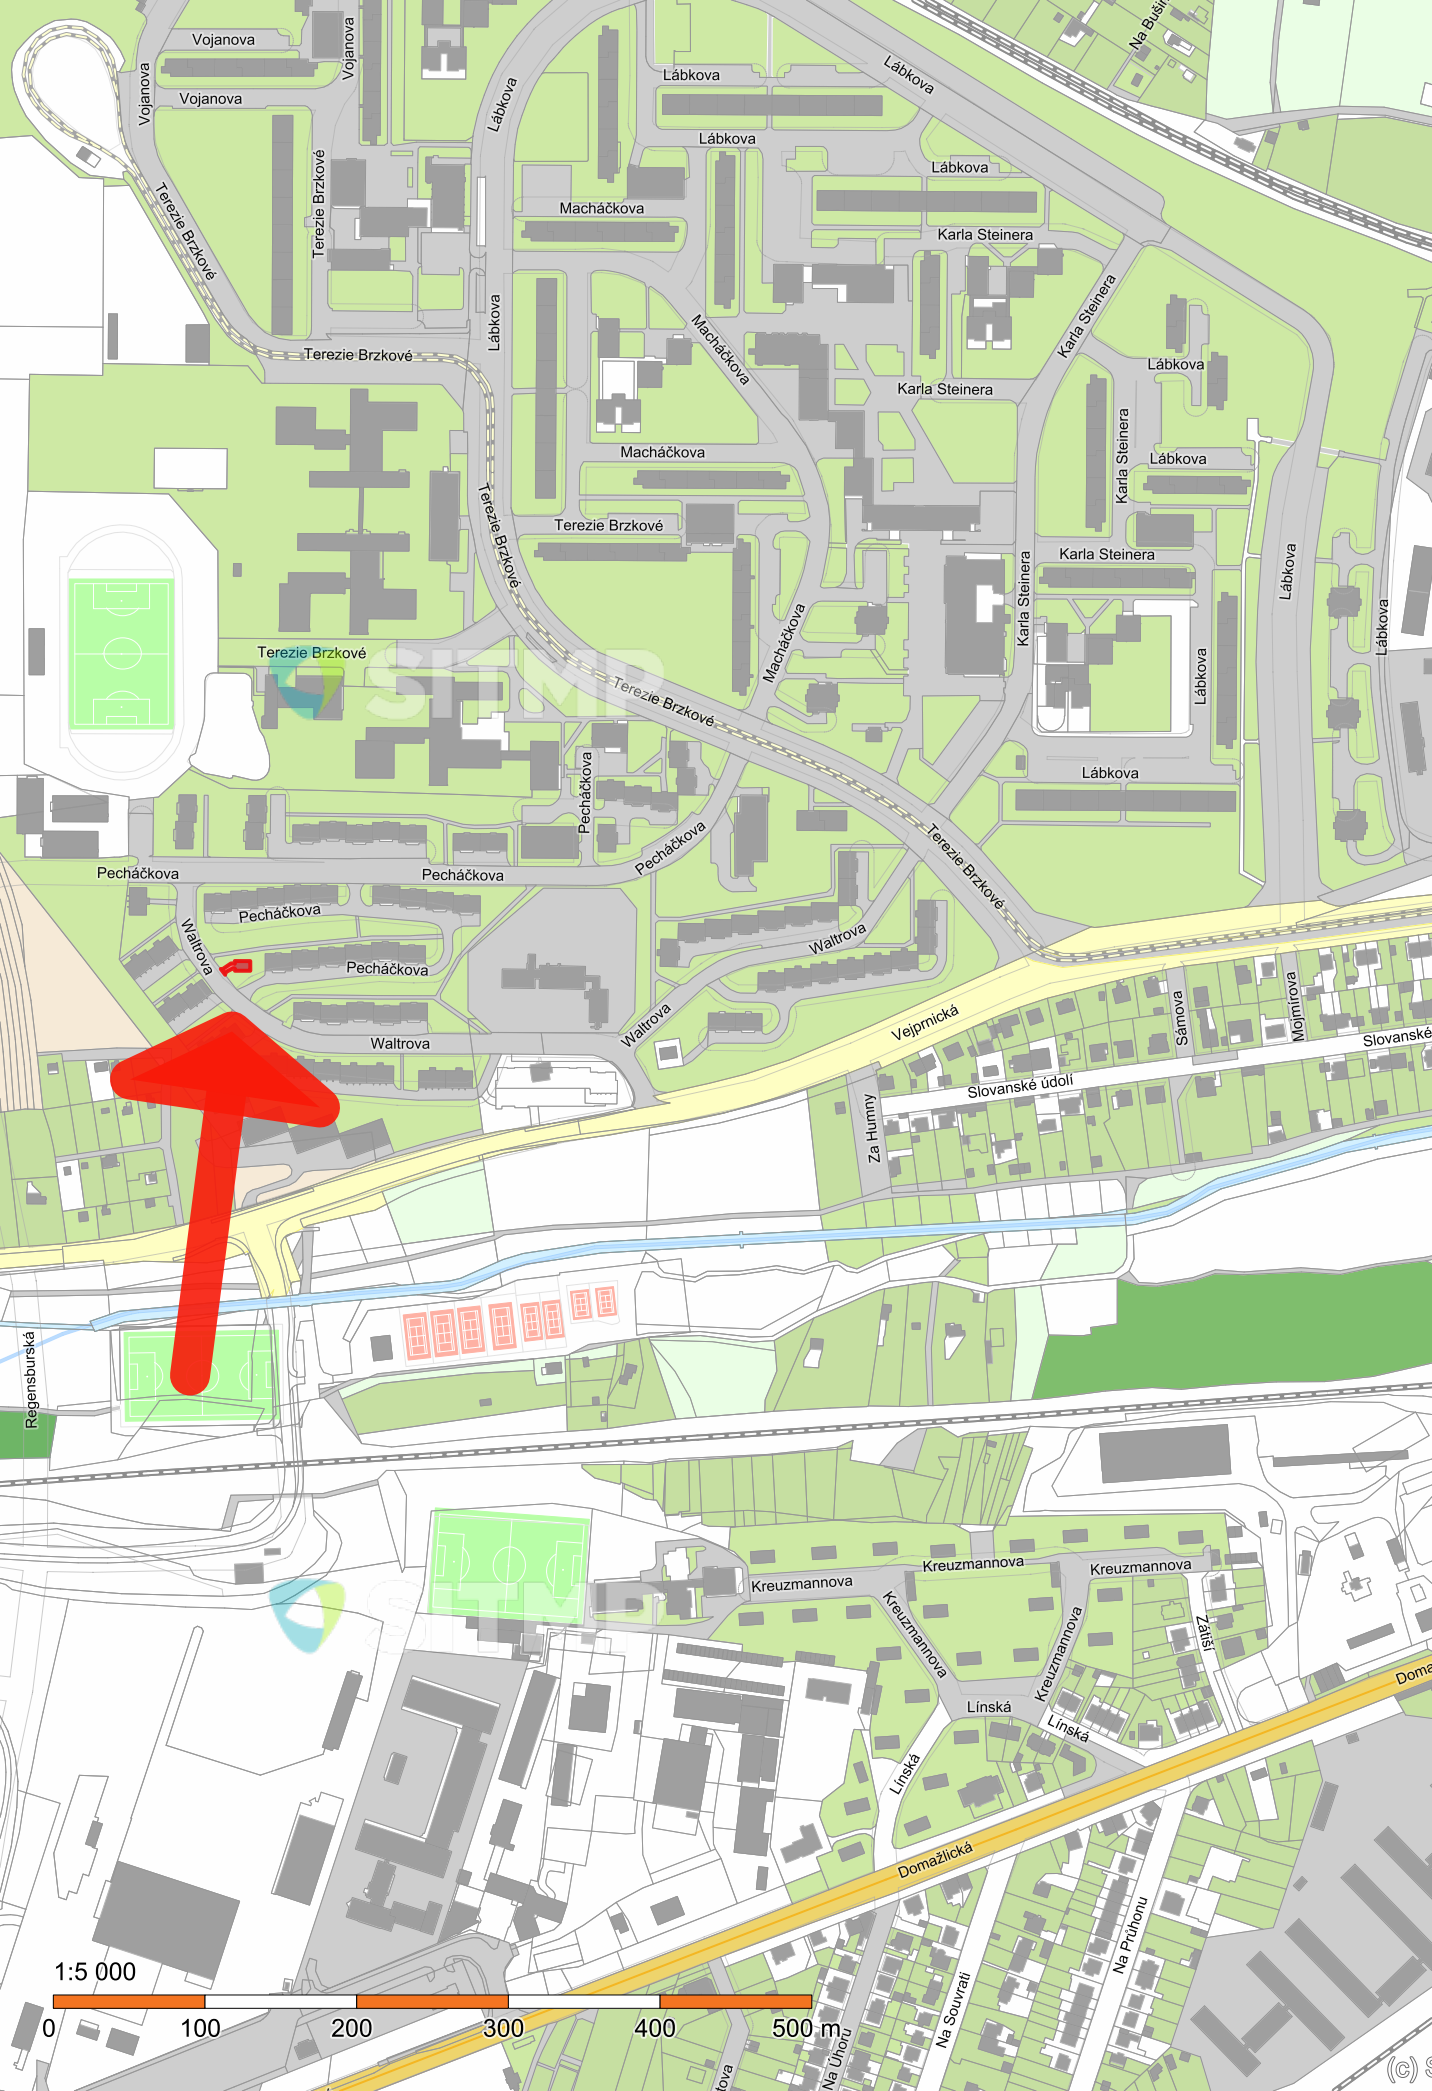 Vojanova
Vojanova
Vojanova
Vojanova
Lábkova
Lábkova
Lábkova
Lábkova
Lábkova
Terezie Brzkové
Terezie Brzkové
Macháčkova
Karla Steinera
Karla Steinera
Lábkova
Terezie Brzkové
Macháčkova
Lábkova
Karla Steinera
Macháčkova
Karla Steinera
Lábkova
Terezie Brzkové
Terezie Brzkové
Karla Steinera
Karla Steinera
Lábkova
Lábkova
Macháčkova
Terezie Brzkové
SITMP
Terezie Brzkové
Lábkova
Lábkova
Pecháčkova
Pecháčkova
Terezie Brzkové
Pecháčkova
Pecháčkova
Pecháčkova
Waltrova
Waltrova
Pecháčkova
Waltrova
Waltrova
Vejprnická
Sámova
Mojmírova
Slovanské
Slovanské údolí
Za Humny
Regensburská
SITMP
Kreuzmannova
Kreuzmannova
Kreuzmannova
Kreuzmannova
Kreuzmannova
Zátiší
Línská
Línská
Línská
Domažlická
Na Průhonu
Na Souvrati
Na Úhoru
1:5 000
0 100 200 300 400 500 m
(c) S